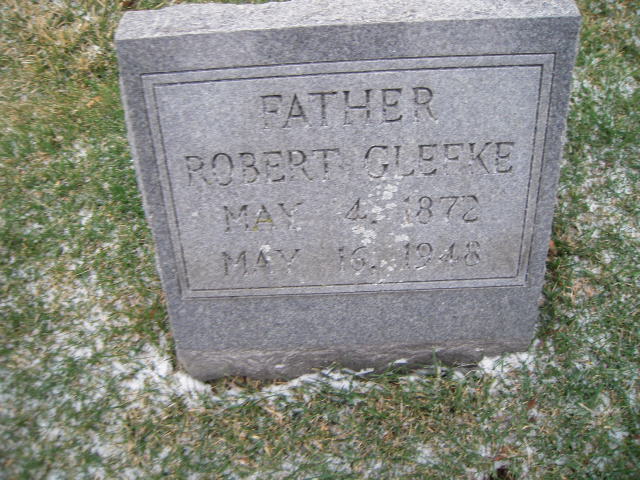 FATHER
ROBERT GLEFKE
MAY 4, 1872
MAY 16, 1948